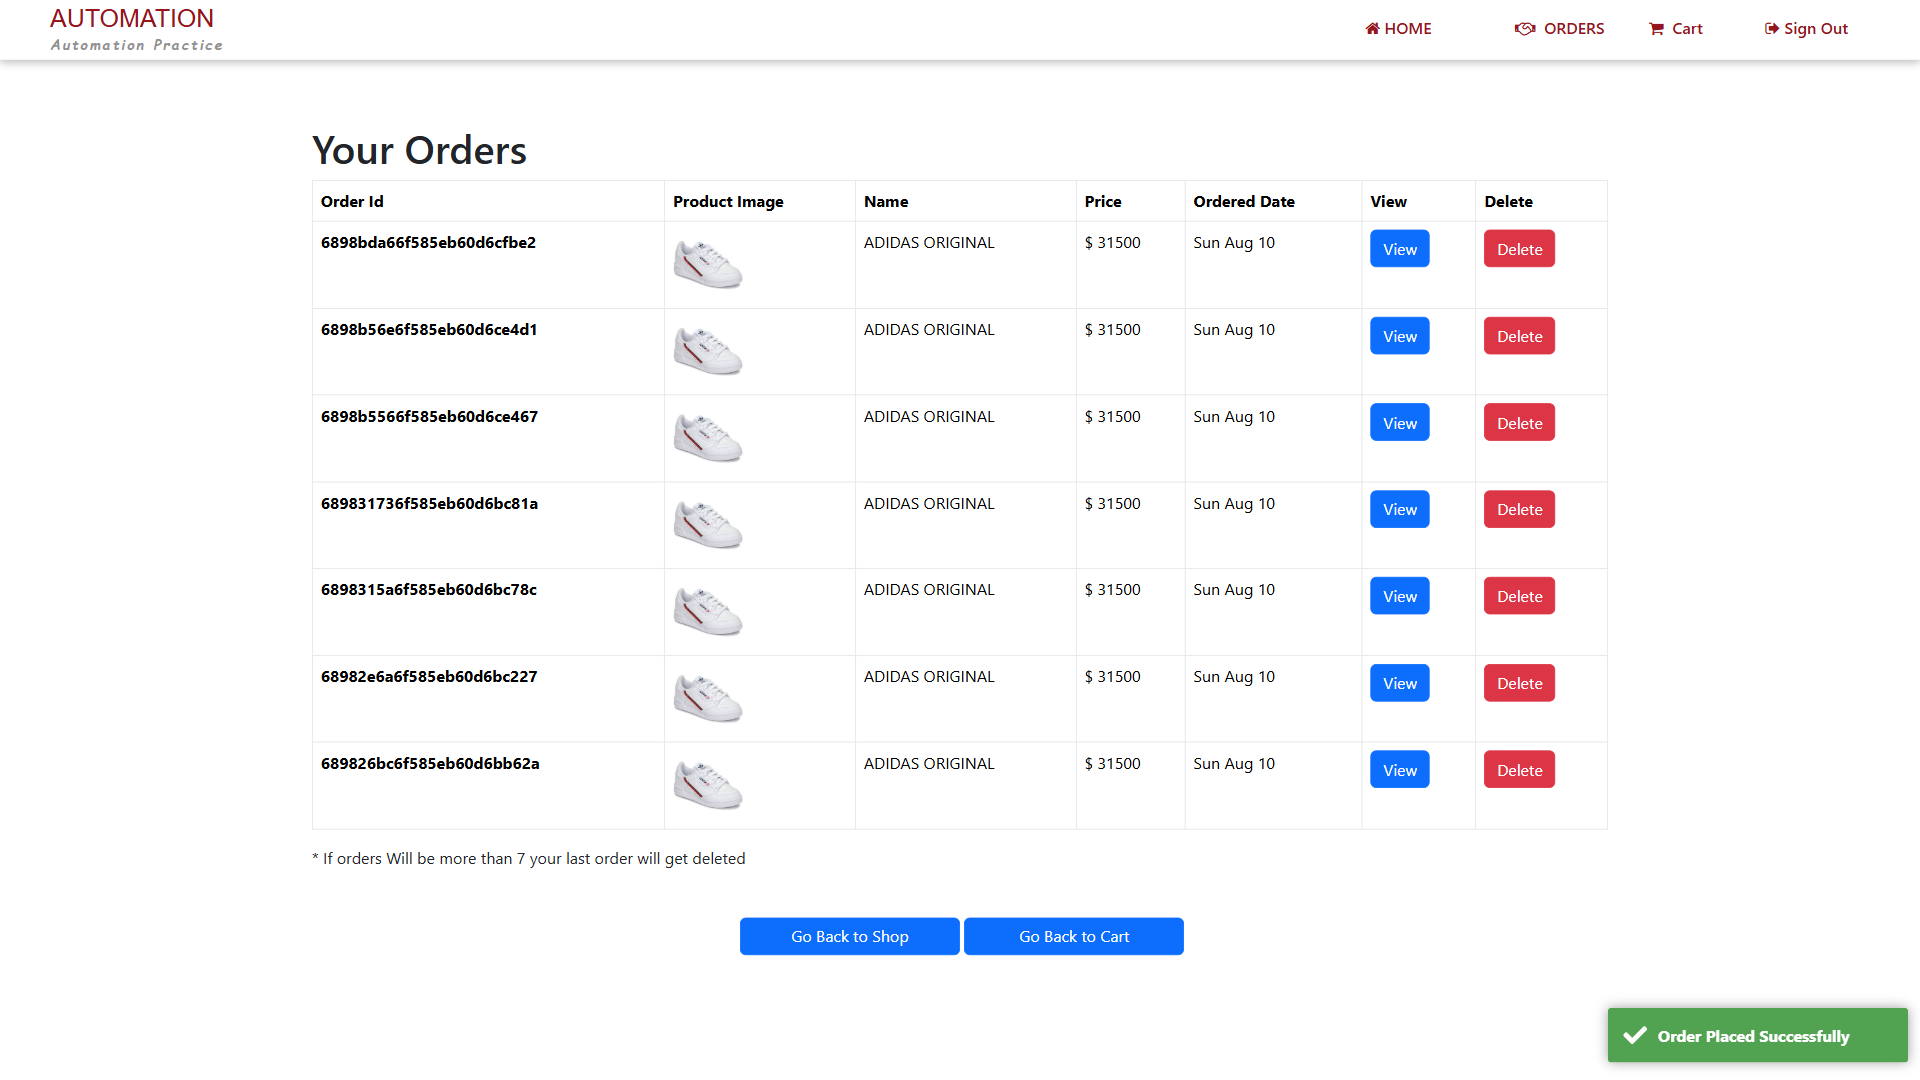 AUTOMATION
Automation Practice
HOME ORDERS Cart Sign Out
Your Orders
Order Id Product Image Name Price Ordered Date View Delete
6898bda66f585eb60d6cfbe2 ADIDAS ORIGINAL $ 31500 Sun Aug 10 View Delete
6898b56e6f585eb60d6ce4d1 ADIDAS ORIGINAL $ 31500 Sun Aug 10 View Delete
6898b5566f585eb60d6ce467 ADIDAS ORIGINAL $ 31500 Sun Aug 10 View Delete
689831736f585eb60d6bc81a ADIDAS ORIGINAL $ 31500 Sun Aug 10 View Delete
6898315a6f585eb60d6bc78c ADIDAS ORIGINAL $ 31500 Sun Aug 10 View Delete
68982e6a6f585eb60d6bc227 ADIDAS ORIGINAL $ 31500 Sun Aug 10 View Delete
689826bc6f585eb60d6bb62a ADIDAS ORIGINAL $ 31500 Sun Aug 10 View Delete
* If orders Will be more than 7 your last order will get deleted
Go Back to Shop Go Back to Cart
Order Placed Successfully